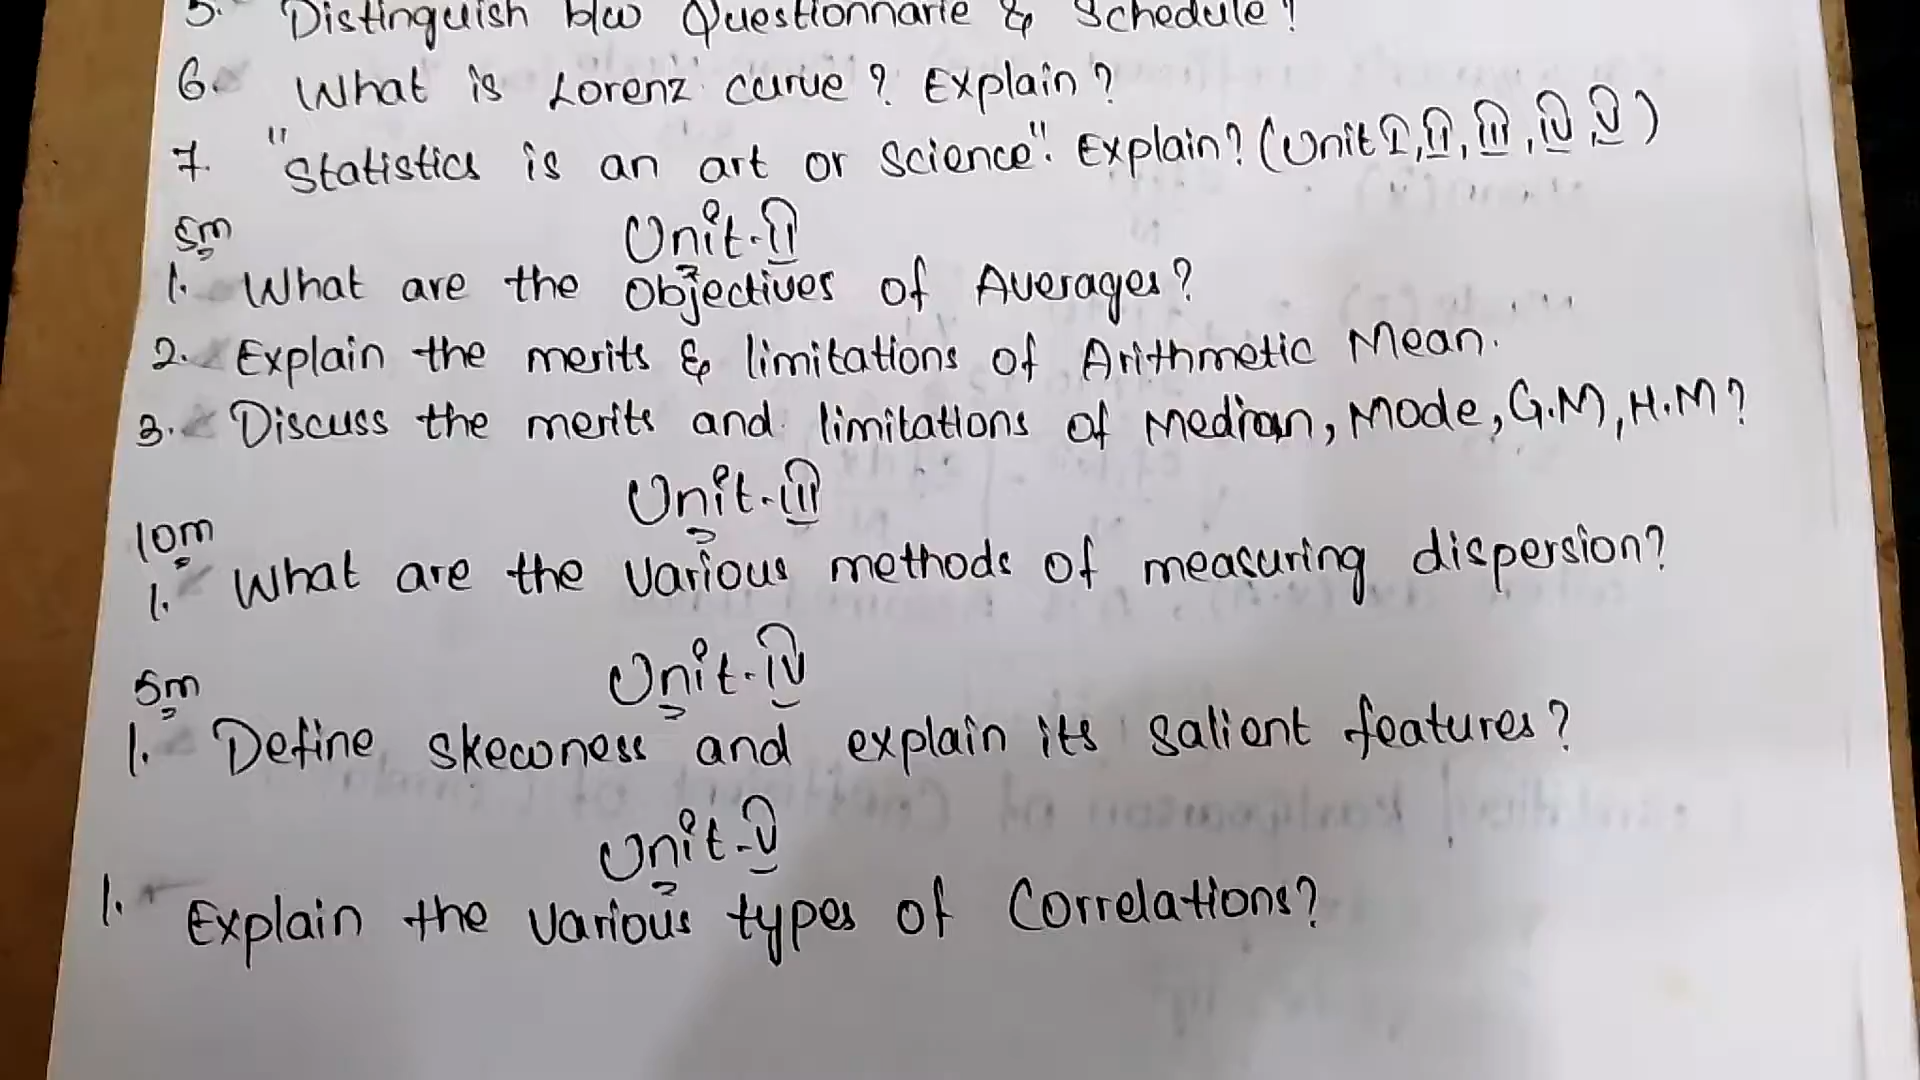 5. Distinguish b/w Questionnarie & Schedule?
6. What is Lorenz curve? Explain?
7. "Statistics is an art or Science". Explain? (Unit I, II, III, IV, V)
5m Unit-II
1. What are the Objectives of Averages?
2. Explain the merits & limitations of Arithmetic Mean.
3. Discuss the merits and limitations of Median, Mode, G.M, H.M?
Unit-III
10m
1. What are the various methods of measuring dispersion?
Unit-IV
5m
1. Define skewness and explain its salient features?
Unit-V
1. Explain the various types of Correlations?